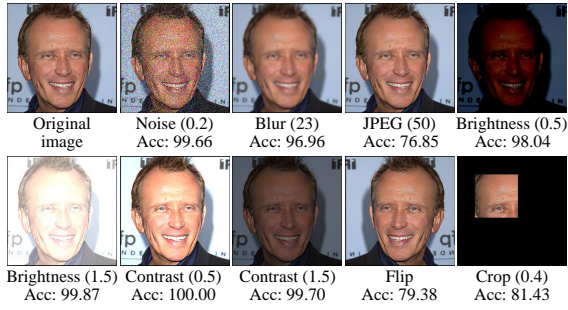 Original image
Noise (0.2)
Acc: 99.66
Blur (23)
Acc: 96.96
JPEG (50)
Acc: 76.85
Brightness (0.5)
Acc: 98.04
Brightness (1.5)
Acc: 99.87
Contrast (0.5)
Acc: 100.00
Contrast (1.5)
Acc: 99.70
Flip
Acc: 79.38
Crop (0.4)
Acc: 81.43